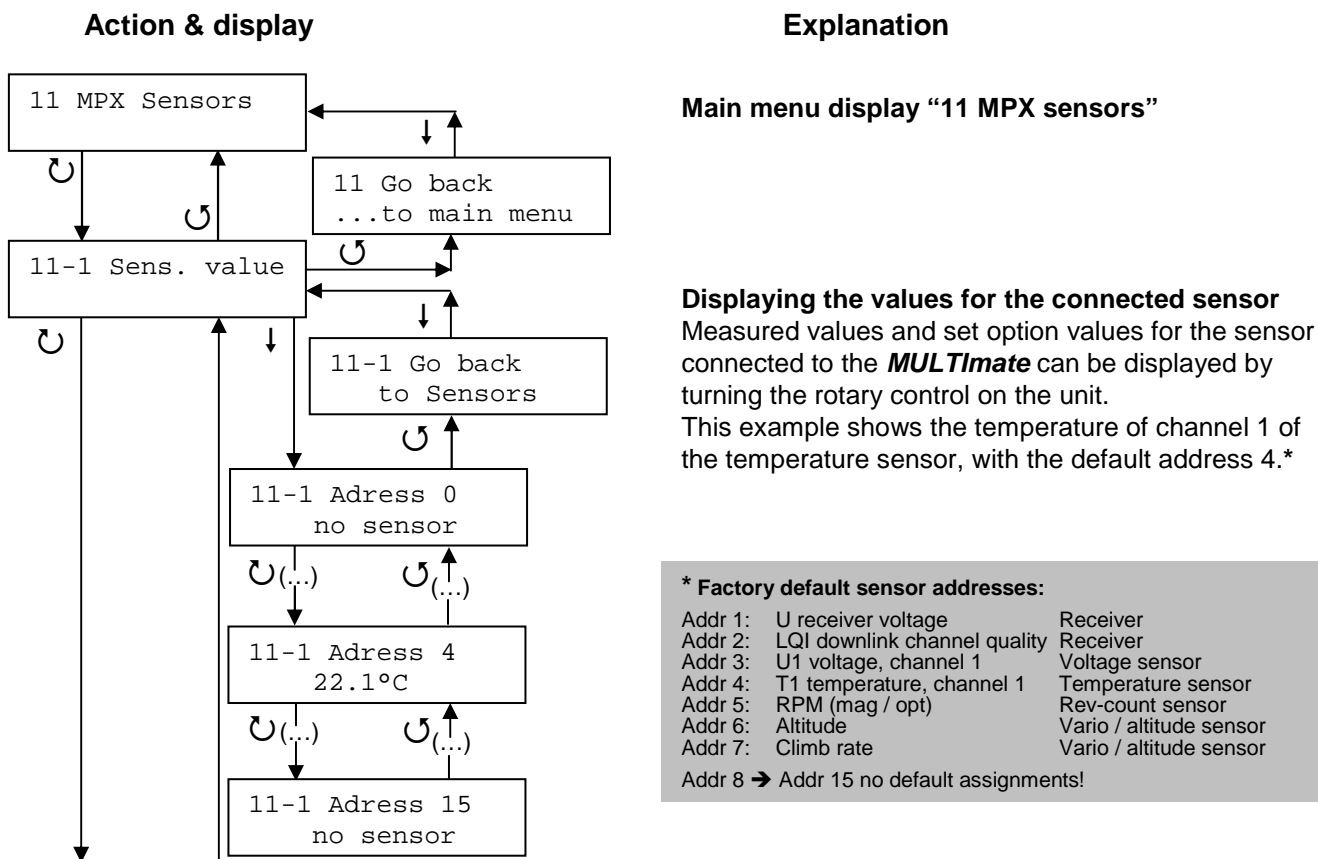 Action & display
Explanation
11 MPX Sensors
11 Go back
...to main menu
11-1 Sens. value
11-1 Go back
to Sensors
11-1 Adress 0
no sensor
(…)
(…)
11-1 Adress 4
22.1°C
(…)
(…)
11-1 Adress 15
no sensor
Main menu display “11 MPX sensors”
Displaying the values for the connected sensor
Measured values and set option values for the sensor
connected to the MULTImate can be displayed by
turning the rotary control on the unit.
This example shows the temperature of channel 1 of
the temperature sensor, with the default address 4.*
* Factory default sensor addresses:
Addr 1: U receiver voltage Receiver
Addr 2: LQI downlink channel quality Receiver
Addr 3: U1 voltage, channel 1 Voltage sensor
Addr 4: T1 temperature, channel 1 Temperature sensor
Addr 5: RPM (mag / opt) Rev-count sensor
Addr 6: Altitude Vario / altitude sensor
Addr 7: Climb rate Vario / altitude sensor
Addr 8 ➔ Addr 15 no default assignments!